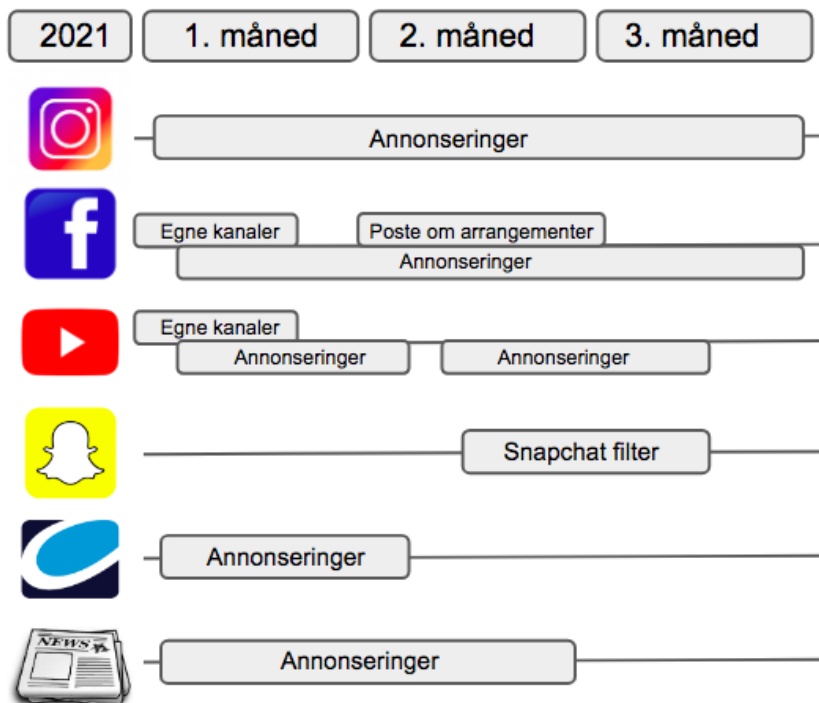 2021 1. måned 2. måned 3. måned
Annonseringer
Egne kanaler Poste om arrangementer
Annonseringer
Egne kanaler
Annonseringer Annonseringer
Snapchat filter
Annonseringer
NEWS
Annonseringer